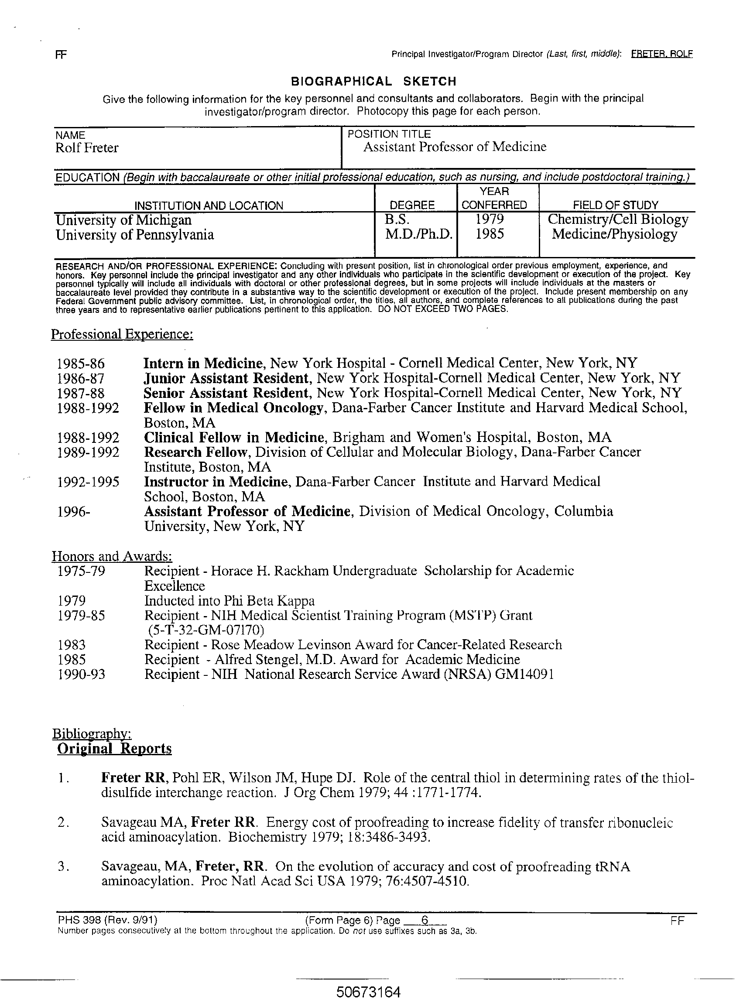 FF
Principal Investigator/Program Director (Last, first, middle): FRETER, ROLF
BIOGRAPHICAL SKETCH
Give the following information for the key personnel and consultants and collaborators. Begin with the principal
investigator/program director. Photocopy this page for each person.
NAME
Rolf Freter
POSITION TITLE
Assistant Professor of Medicine
EDUCATION (Begin with baccalaureate or other initial professional education, such as nursing, and include postdoctoral training.)
INSTITUTION AND LOCATION DEGREE YEAR CONFERRED FIELD OF STUDY
University of Michigan B.S. 1979 Chemistry/Cell Biology
University of Pennsylvania M.D./Ph.D. 1985 Medicine/Physiology
RESEARCH AND/OR PROFESSIONAL EXPERIENCE: Concluding with present position, list in chronological order previous employment, experience, and
honors. Key personnel include the principal investigator and any other individuals who participate in the scientific development or execution of the project. Key
personnel typically will include all individuals with doctoral or other professional degrees, but in some projects will include individuals at the masters or
baccalaureate level provided they contribute in a substantive way to the scientific development or execution of the project. Include present membership on any
Federal Government public advisory committee. List, in chronological order, the titles, all authors, and complete references to all publications during the past
three years and to representative earlier publications pertinent to this application. DO NOT EXCEED TWO PAGES.
Professional Experience:
1985-86 Intern in Medicine, New York Hospital - Cornell Medical Center, New York, NY
1986-87 Junior Assistant Resident, New York Hospital-Cornell Medical Center, New York, NY
1987-88 Senior Assistant Resident, New York Hospital-Cornell Medical Center, New York, NY
1988-1992 Fellow in Medical Oncology, Dana-Farber Cancer Institute and Harvard Medical School,
Boston, MA
1988-1992 Clinical Fellow in Medicine, Brigham and Women's Hospital, Boston, MA
1989-1992 Research Fellow, Division of Cellular and Molecular Biology, Dana-Farber Cancer
Institute, Boston, MA
1992-1995 Instructor in Medicine, Dana-Farber Cancer Institute and Harvard Medical
School, Boston, MA
1996- Assistant Professor of Medicine, Division of Medical Oncology, Columbia
University, New York, NY
Honors and Awards:
1975-79 Recipient - Horace H. Rackham Undergraduate Scholarship for Academic
Excellence
1979 Inducted into Phi Beta Kappa
1979-85 Recipient - NIH Medical Scientist Training Program (MSTP) Grant
(5-T-32-GM-07170)
1983 Recipient - Rose Meadow Levinson Award for Cancer-Related Research
1985 Recipient - Alfred Stengel, M.D. Award for Academic Medicine
1990-93 Recipient - NIH National Research Service Award (NRSA) GM14091
Bibliography:
Original Reports
1. Freter RR, Pohl ER, Wilson JM, Hupe DJ. Role of the central thiol in determining rates of the thiol-
disulfide interchange reaction. J Org Chem 1979; 44 :1771-1774.
2. Savageau MA, Freter RR. Energy cost of proofreading to increase fidelity of transfer ribonucleic
acid aminoacylation. Biochemistry 1979; 18:3486-3493.
3. Savageau, MA, Freter, RR. On the evolution of accuracy and cost of proofreading tRNA
aminoacylation. Proc Natl Acad Sci USA 1979; 76:4507-4510.
PHS 398 (Rev. 9/91) (Form Page 6) Page 6 FF
Number pages consecutively at the bottom throughout the application. Do not use suffixes such as 3a, 3b.
50673164